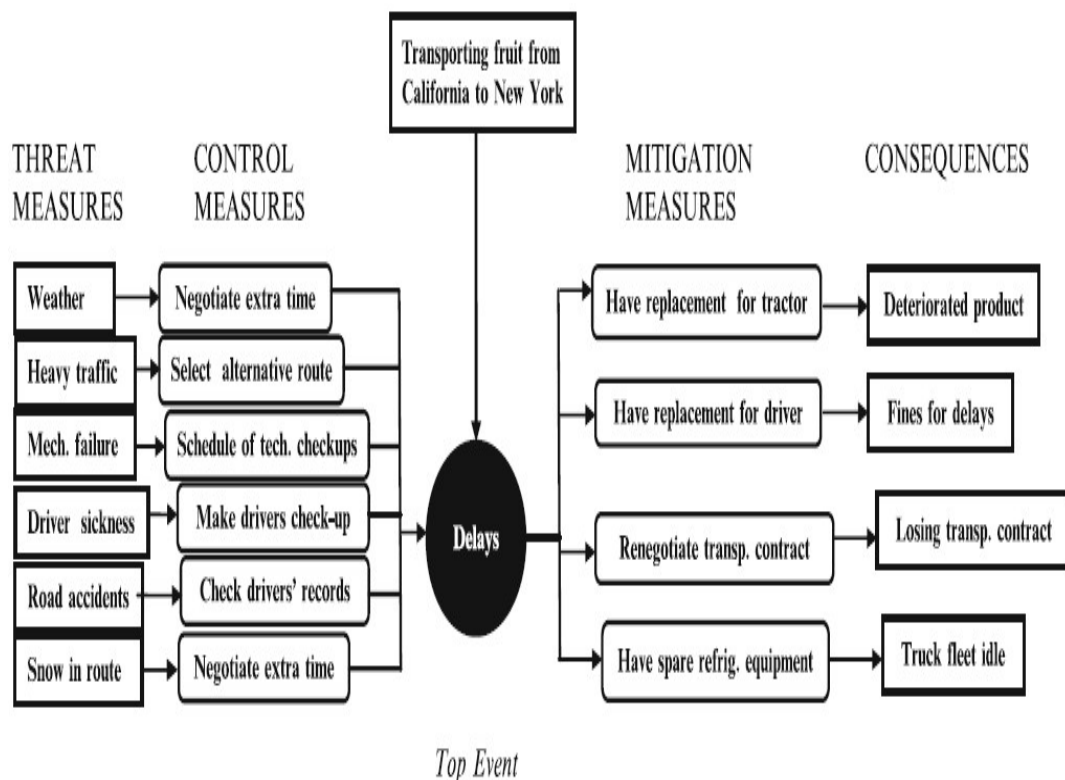 Transporting fruit from
California to New York
THREAT
MEASURES
CONTROL
MEASURES
MITIGATION
MEASURES
CONSEQUENCES
Weather
Negotiate extra time
Have replacement for tractor
Deteriorated product
Heavy traffic
Select alternative route
Have replacement for driver
Fines for delays
Mech. failure
Schedule of tech. checkups
Driver sickness
Make drivers check-up
Delays
Renegotiate transp. contract
Losing transp. contract
Road accidents
Check drivers' records
Snow in route
Negotiate extra time
Have spare refrig. equipment
Truck fleet idle
Top Event